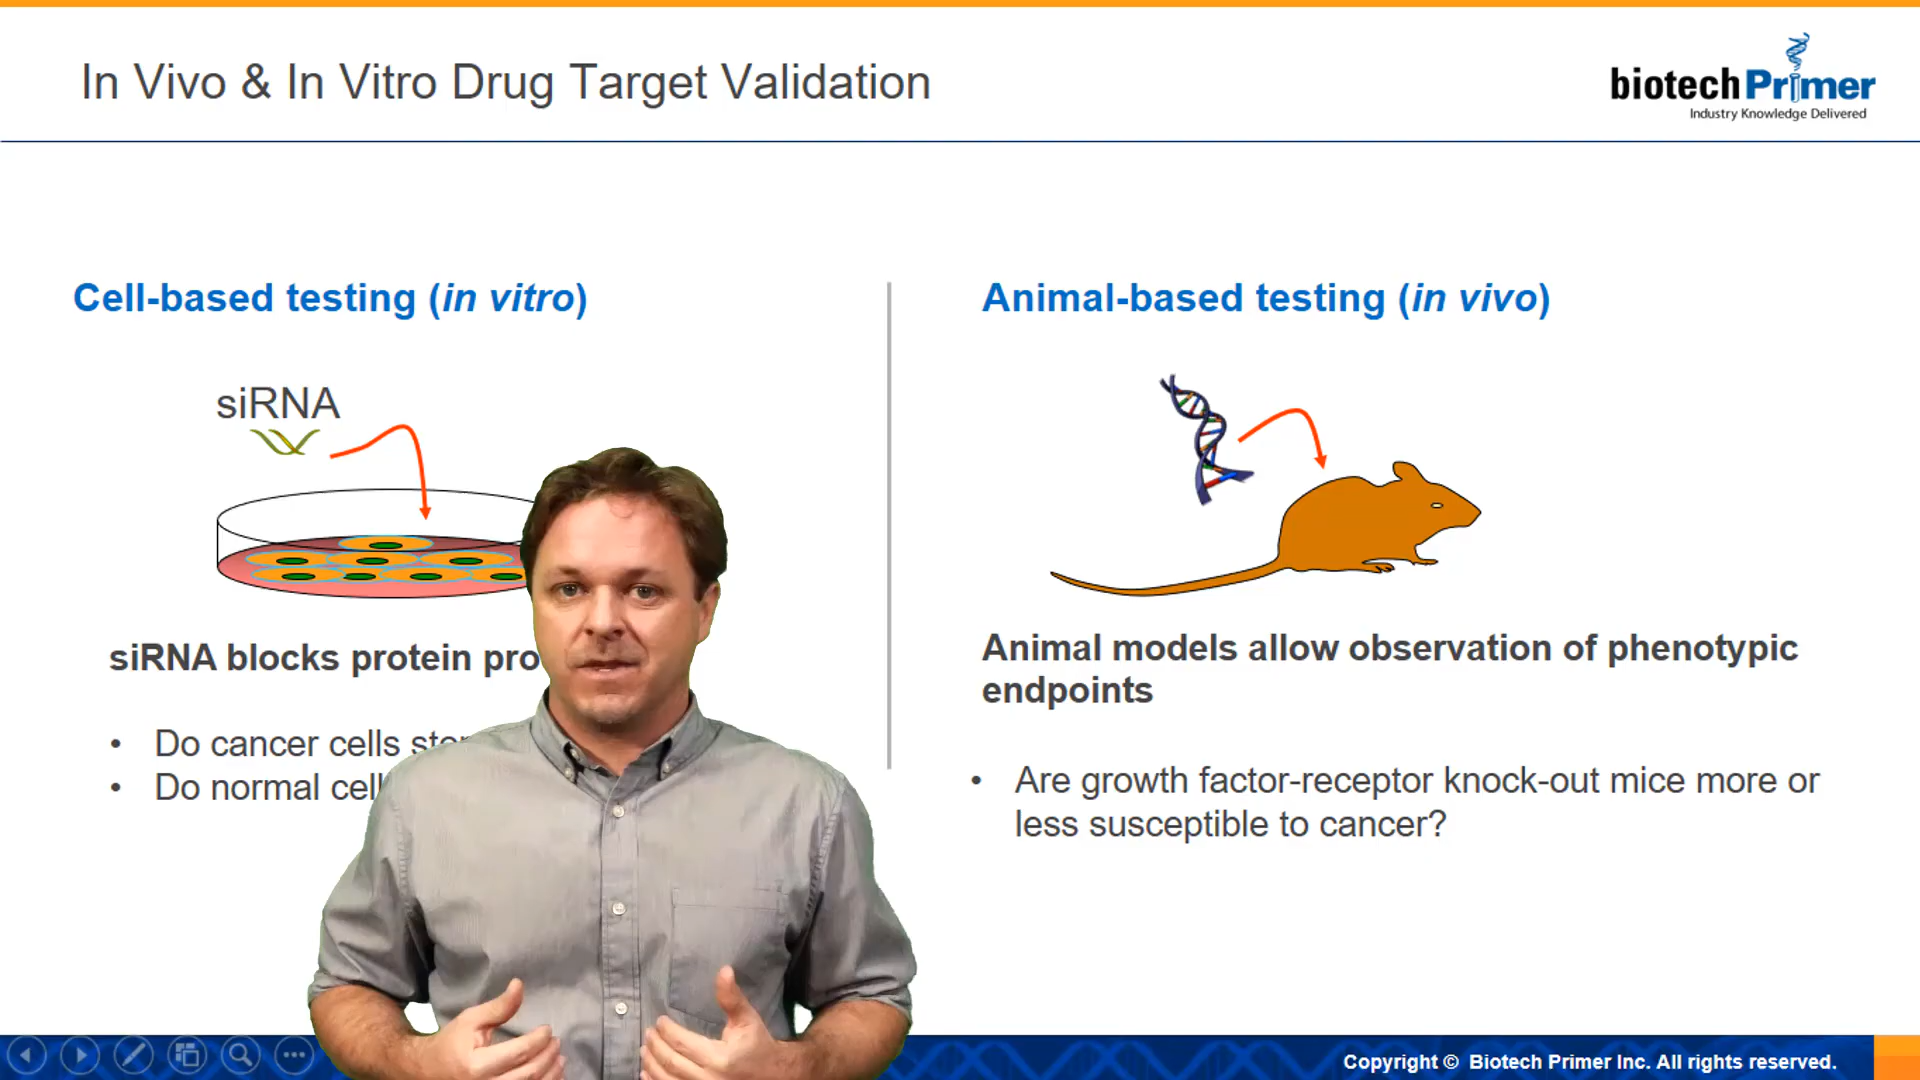 In Vivo & In Vitro Drug Target Validation
biotech Primer
Industry Knowledge Delivered
Cell-based testing (in vitro)
siRNA
siRNA blocks protein
• Do cancer cells
• Do normal
Animal-based testing (in vivo)
Animal models allow observation of phenotypic
endpoints
• Are growth factor-receptor knock-out mice more or
less susceptible to cancer?
Copyright © Biotech Primer Inc. All rights reserved.